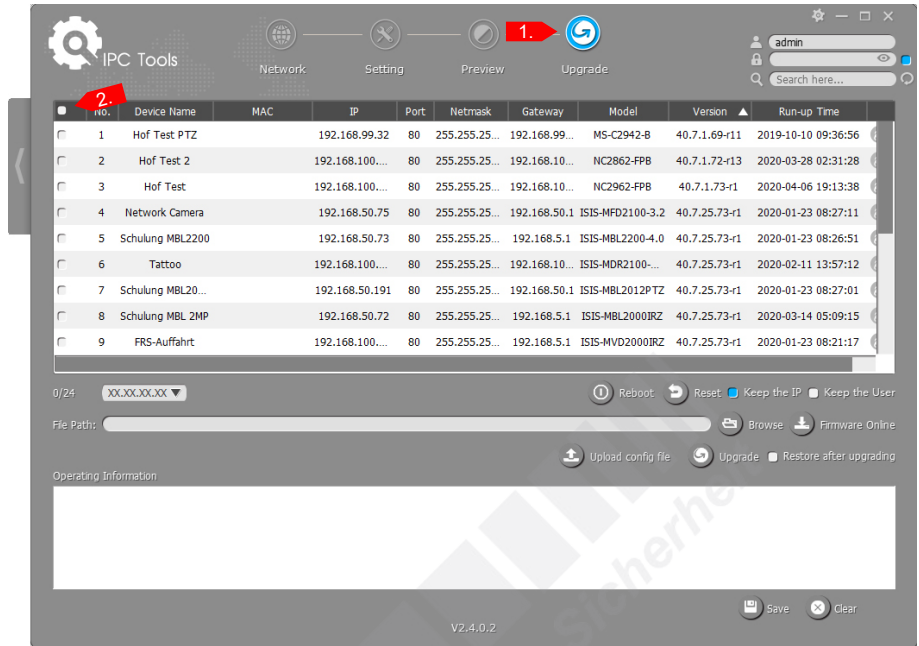 1.
IPC Tools
Network Setting Preview Upgrade
admin
Search here...
2.
No. Device Name MAC IP Port Netmask Gateway Model Version ▲ Run-up Time
1 Hof Test PTZ 192.168.99.32 80 255.255.25... 192.168.99... MS-C2942-B 40.7.1.69-r11 2019-10-10 09:36:56
2 Hof Test 2 192.168.100.... 80 255.255.25... 192.168.10... NC2862-FPB 40.7.1.72-r13 2020-03-28 02:31:28
3 Hof Test 192.168.100.... 80 255.255.25... 192.168.10... NC2962-FPB 40.7.1.73-r1 2020-04-06 19:13:38
4 Network Camera 192.168.50.75 80 255.255.25... 192.168.50.1 ISIS-MFD2100-3.2 40.7.25.73-r1 2020-01-23 08:27:11
5 Schulung MBL2200 192.168.50.73 80 255.255.25... 192.168.5.1 ISIS-MBL2200-4.0 40.7.25.73-r1 2020-01-23 08:26:51
6 Tattoo 192.168.100.... 80 255.255.25... 192.168.10... ISIS-MDR2100-... 40.7.25.73-r1 2020-02-11 13:57:12
7 Schulung MBL20... 192.168.50.191 80 255.255.25... 192.168.50.1 ISIS-MBL2012PTZ 40.7.25.73-r1 2020-01-23 08:27:01
8 Schulung MBL 2MP 192.168.50.72 80 255.255.25... 192.168.5.1 ISIS-MBL2000IRZ 40.7.25.73-r1 2020-03-14 05:09:15
9 FRS-Auffahrt 192.168.100.... 80 255.255.25... 192.168.5.1 ISIS-MVD2000IRZ 40.7.25.73-r1 2020-01-23 08:21:17
0/24 XX.XX.XX.XX ▼ Reboot Reset Keep the IP Keep the User
File Path: Browse Firmware Online
Upload config file Upgrade Restore after upgrading
Operating Information
Sicherheit
Save Clear
V2.4.0.2